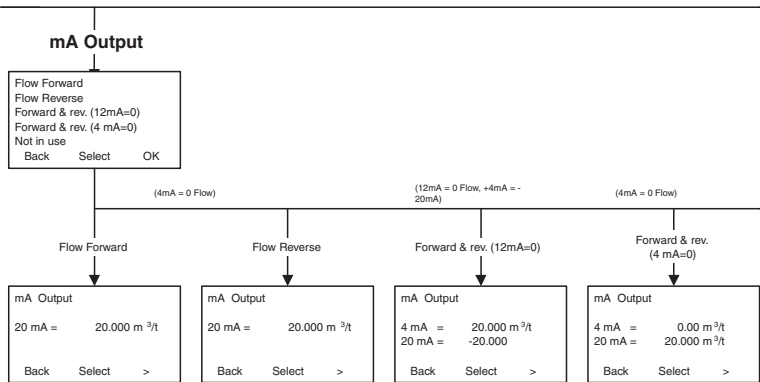 mA Output
Flow Forward
Flow Reverse
Forward & rev. (12mA=0)
Forward & rev. (4 mA=0)
Not in use
Back Select OK
(4mA = 0 Flow)
(12mA = 0 Flow, +4mA = -
20mA)
(4mA = 0 Flow)
Flow Forward
Flow Reverse
Forward & rev. (12mA=0)
Forward & rev.
(4 mA=0)
mA Output
20 mA = 20.000 m ³/t
Back Select >
mA Output
20 mA = 20.000 m ³/t
Back Select >
mA Output
4 mA = 20.000 m ³/t
20 mA = -20.000
Back Select >
mA Output
4 mA = 0.00 m ³/t
20 mA = 20.000 m ³/t
Back Select >